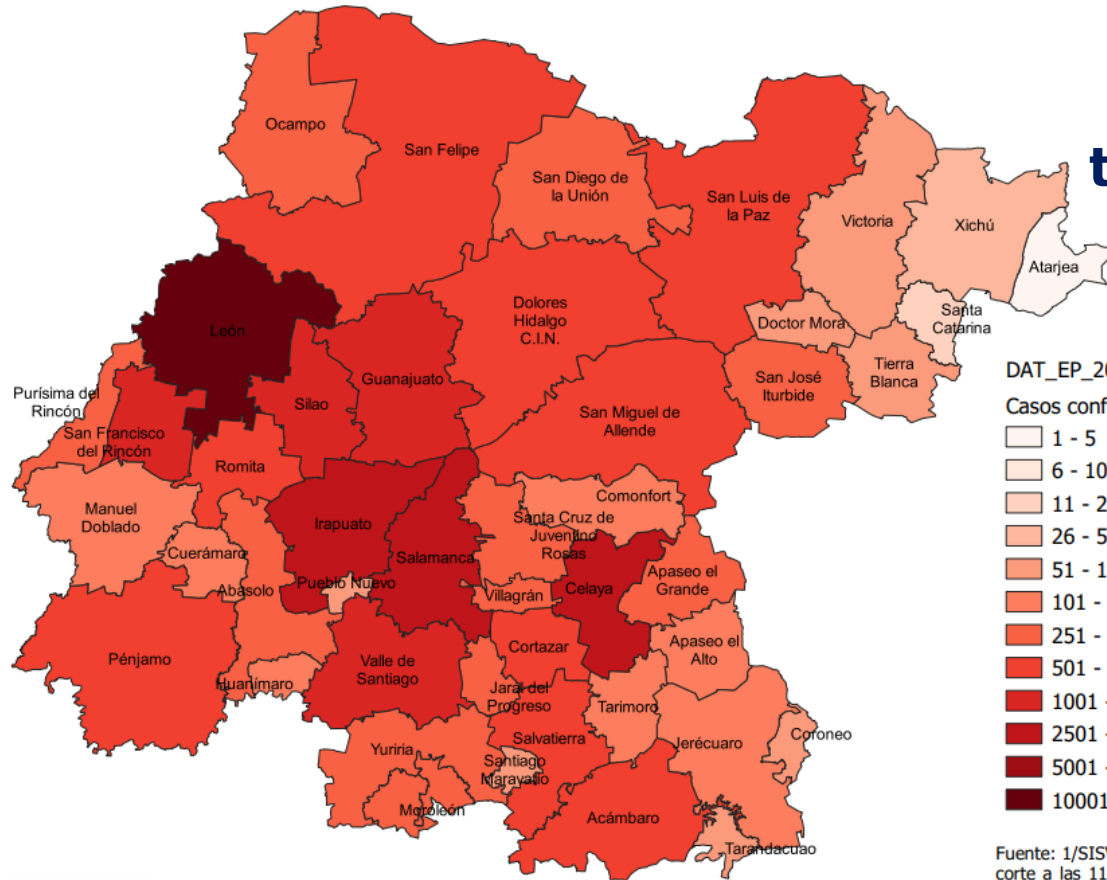 t
Ocampo
San Felipe
San Diego de
la Unión
San Luis de
la Paz
Victoria
Xichú
Atarjea
León
Dolores
Hidalgo
C.I.N.
Doctor Mora
Santa
Catarina
Tierra
Blanca
San José
Iturbide
Guanajuato
Silao
Purísima del
Rincón
San Francisco
del Rincón
San Miguel de
Allende
Romita
Comonfort
Manuel
Doblado
Irapuato
Santa Cruz de
Juventino
Rosas
Cuerámaro
Salamanca
Abasolo
Pueblo Nuevo
Villagrán
Celaya
Apaseo el
Grande
Pénjamo
Cortazar
Apaseo el
Alto
Valle de
Santiago
Huanímaro
Jaral del
Progreso
Tarimoro
Salvatierra
Jerécuaro
Coroneo
Yuriria
Santiago
Maravatío
Moroleón
Acámbaro
Tarandacuao
DAT_EP_20
Casos conf
1 - 5
6 - 10
11 - 2
26 - 5
51 - 1
101 -
251 -
501 -
1001 -
2501 -
5001 -
10001
Fuente: 1/SISV
corte a las 11